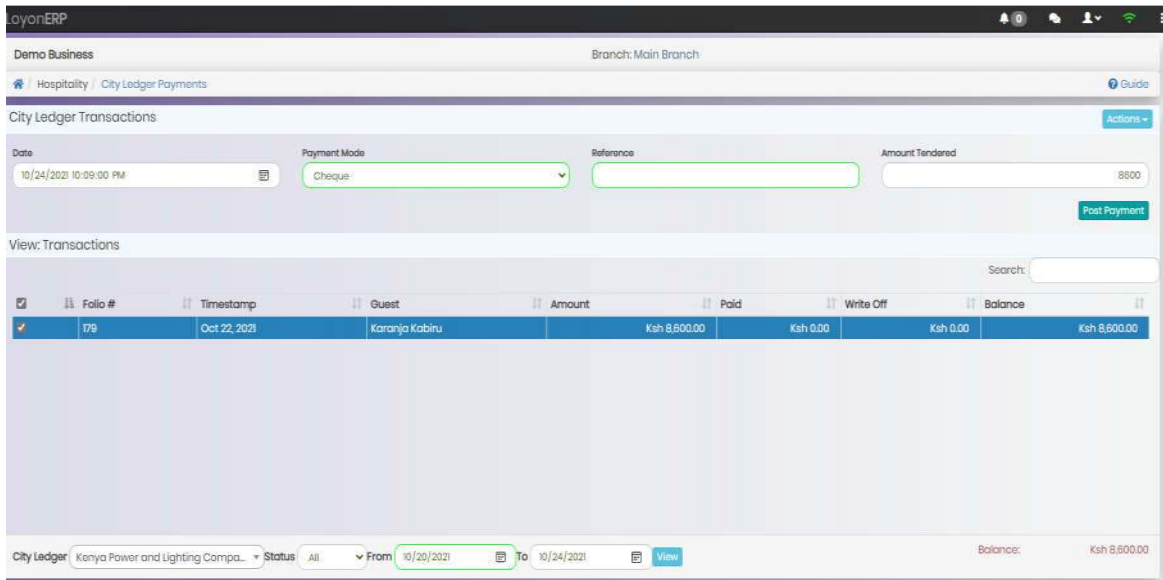 LoyonERP 0
Demo Business Branch: Main Branch
Hospitality / City Ledger Payments Guide
City Ledger Transactions Actions
Date Payment Mode Reference Amount Tendered
10/24/2021 10:09:00 PM Cheque 8600
Post Payment
View: Transactions
Search:
Folio # Timestamp Guest Amount Paid Write Off Balance
179 Oct 22, 2021 Karanja Kabiru Ksh 8,600.00 Ksh 0.00 Ksh 0.00 Ksh 8,600.00
City Ledger Kenya Power and Lighting Compa... Status All From 10/20/2021 To 10/24/2021 View Balance: Ksh 8,600.00